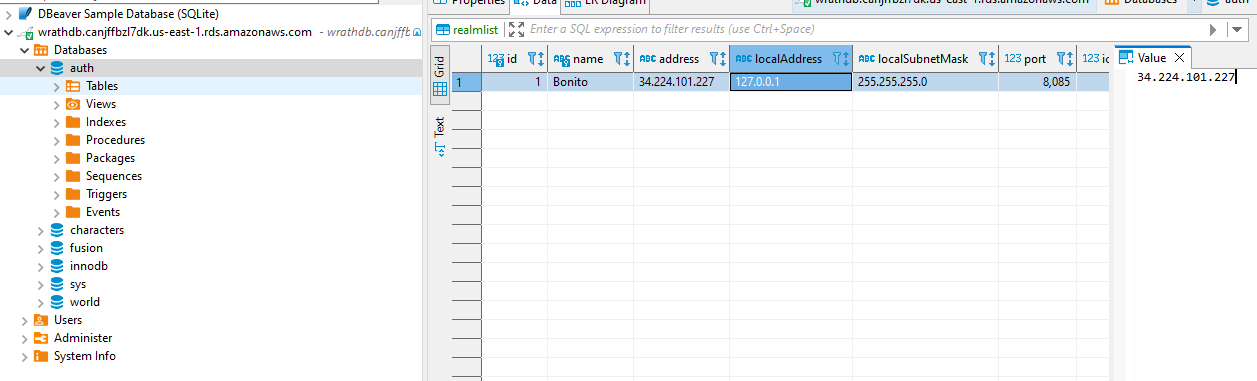 Properties
Data
ER Diagram
wrathdb.canjffbzl7dk.us-east-1.rds.amazonaws.com
Databases
auth
DBeaver Sample Database (SQLite)
wrathdb.canjffbzl7dk.us-east-1.rds.amazonaws.com - wrathdb.canjffb
Databases
auth
Tables
Views
Indexes
Procedures
Packages
Sequences
Triggers
Events
characters
fusion
innodb
sys
world
Users
Administer
System Info
realmlist
Enter a SQL expression to filter results (use Ctrl+Space)
Grid
Text
123 id ABC name ABC address ABC localAddress ABC localSubnetMask 123 port 123 ic
1 1 Bonito 34.224.101.227 127.0.0.1 255.255.255.0 8,085
Value
34.224.101.227